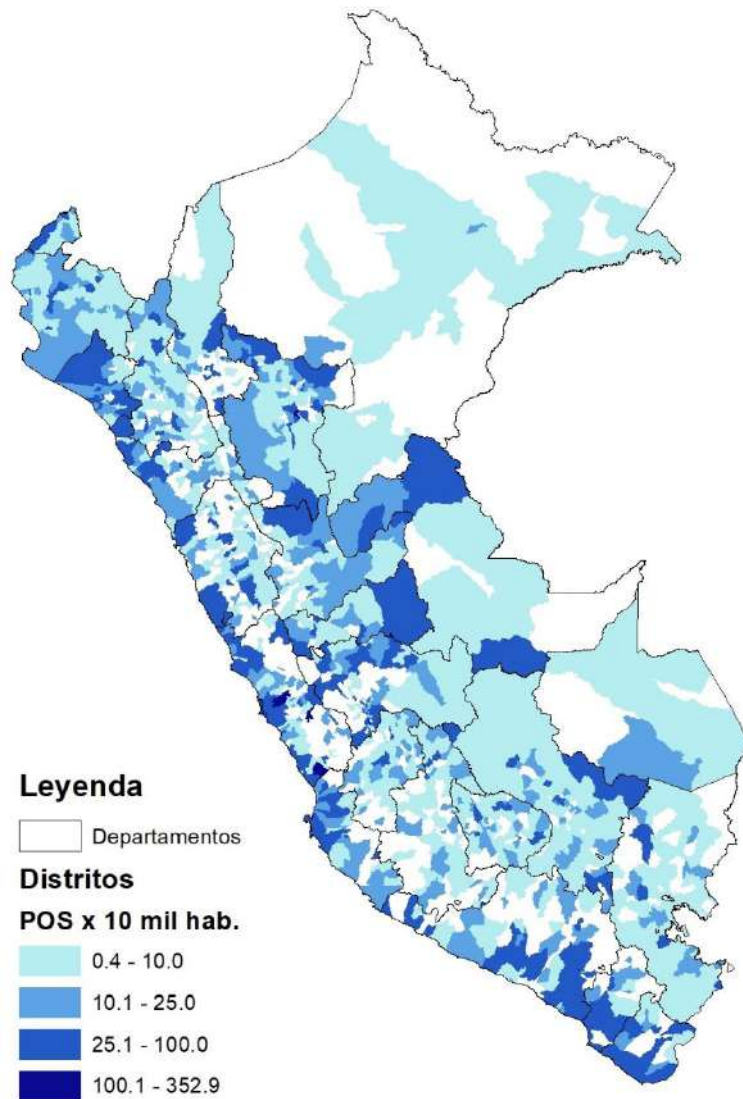 Leyenda
Departamentos
Distritos
POS x 10 mil hab.
0.4 - 10.0
10.1 - 25.0
25.1 - 100.0
100.1 - 352.9